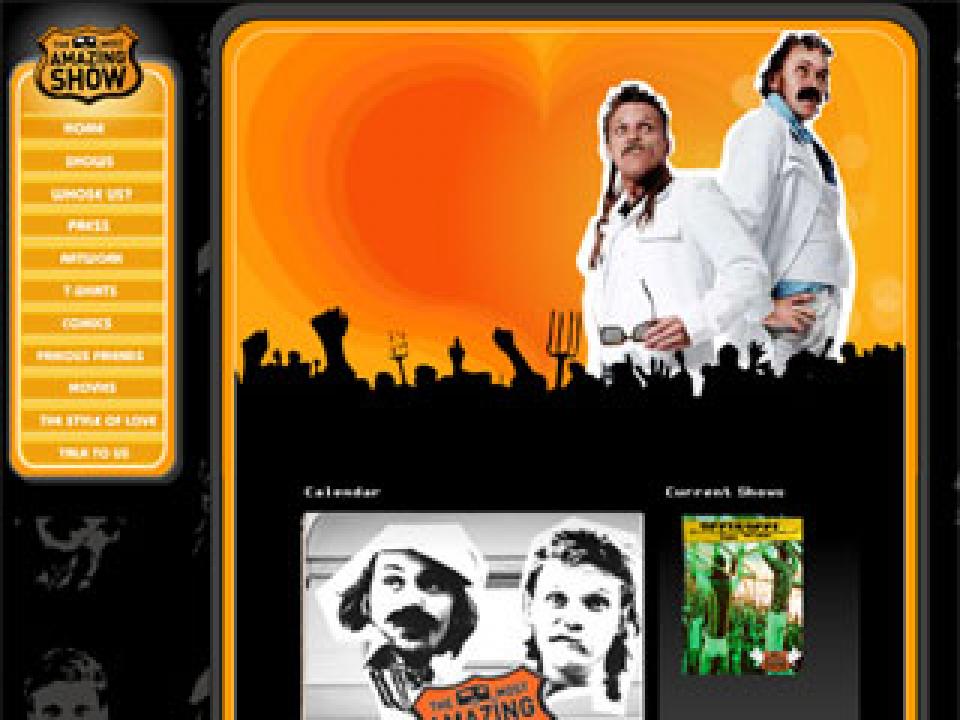 THE MOST
AMAZING
SHOW
HOME
SHOWS
WHOSE US?
PRESS
ARTWORK
T-SHIRTS
COMICS
FAMOUS FRIENDS
MOVIES
THE STYLE OF LOVE
TALK TO US
Calendar
Current Shows
THE MOST
AMAZING